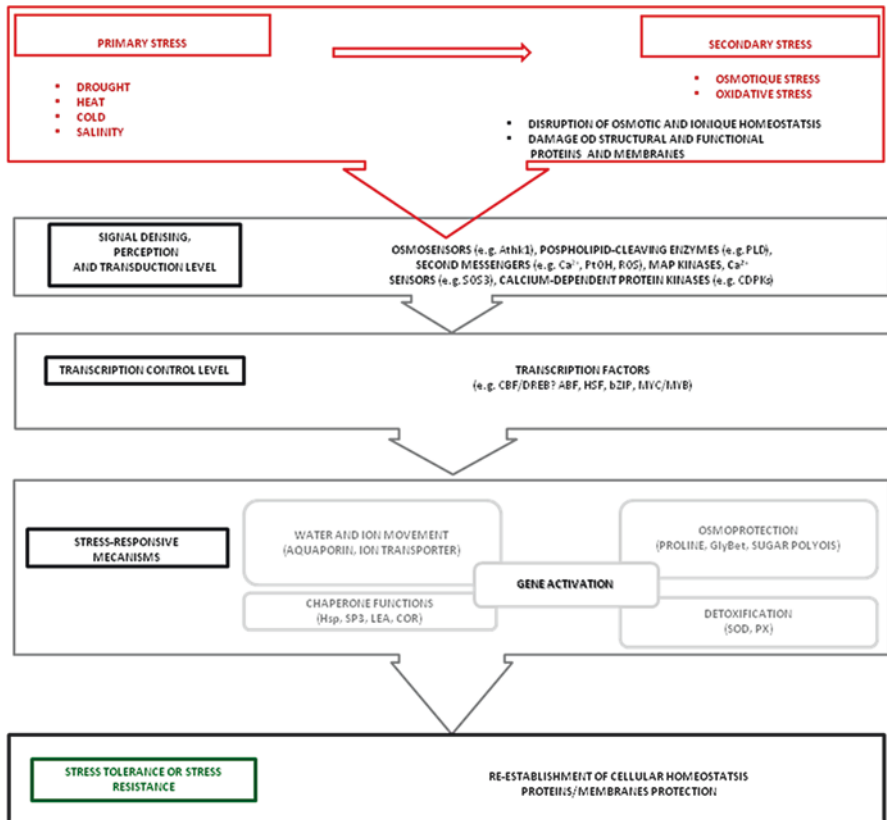 PRIMARY STRESS
SECONDARY STRESS
▪ DROUGHT
▪ HEAT
▪ COLD
▪ SALINITY
▪ OSMOTIQUE STRESS
▪ OXIDATIVE STRESS
▪ DISRUPTION OF OSMOTIC AND IONIQUE HOMEOSTATSIS
▪ DAMAGE OD STRUCTURAL AND FUNCTIONAL
PROTEINS AND MEMBRANES
SIGNAL DENSING,
PERCEPTION
AND TRANSDUCTION LEVEL
OSMOSENSORS (e.g. Athk1), POSPHOLIPID-CLEAVING ENZYMES (e.g. PLD),
SECOND MESSENGERS (e.g. Ca²⁺, PtOH, ROS), MAP KINASES, Ca²⁺
SENSORS (e.g. SOS3), CALCIUM-DEPENDENT PROTEIN KINASES (e.g. CDPKs)
TRANSCRIPTION CONTROL LEVEL
TRANSCRIPTION FACTORS
(e.g. CBF/DREB? ABF, HSF, bZIP, MYC/MYB)
STRESS-RESPONSIVE
MECANISMS
WATER AND ION MOVEMENT
(AQUAPORIN, ION TRANSPORTER)
OSMOPROTECTION
(PROLINE, GlyBet, SUGAR POLYOIS)
GENE ACTIVATION
CHAPERONE FUNCTIONS
(Hsp, SP3, LEA, COR)
DETOXIFICATION
(SOD, PX)
STRESS TOLERANCE OR STRESS
RESISTANCE
RE-ESTABLISHMENT OF CELLULAR HOMEOSTATSIS
PROTEINS/MEMBRANES PROTECTION